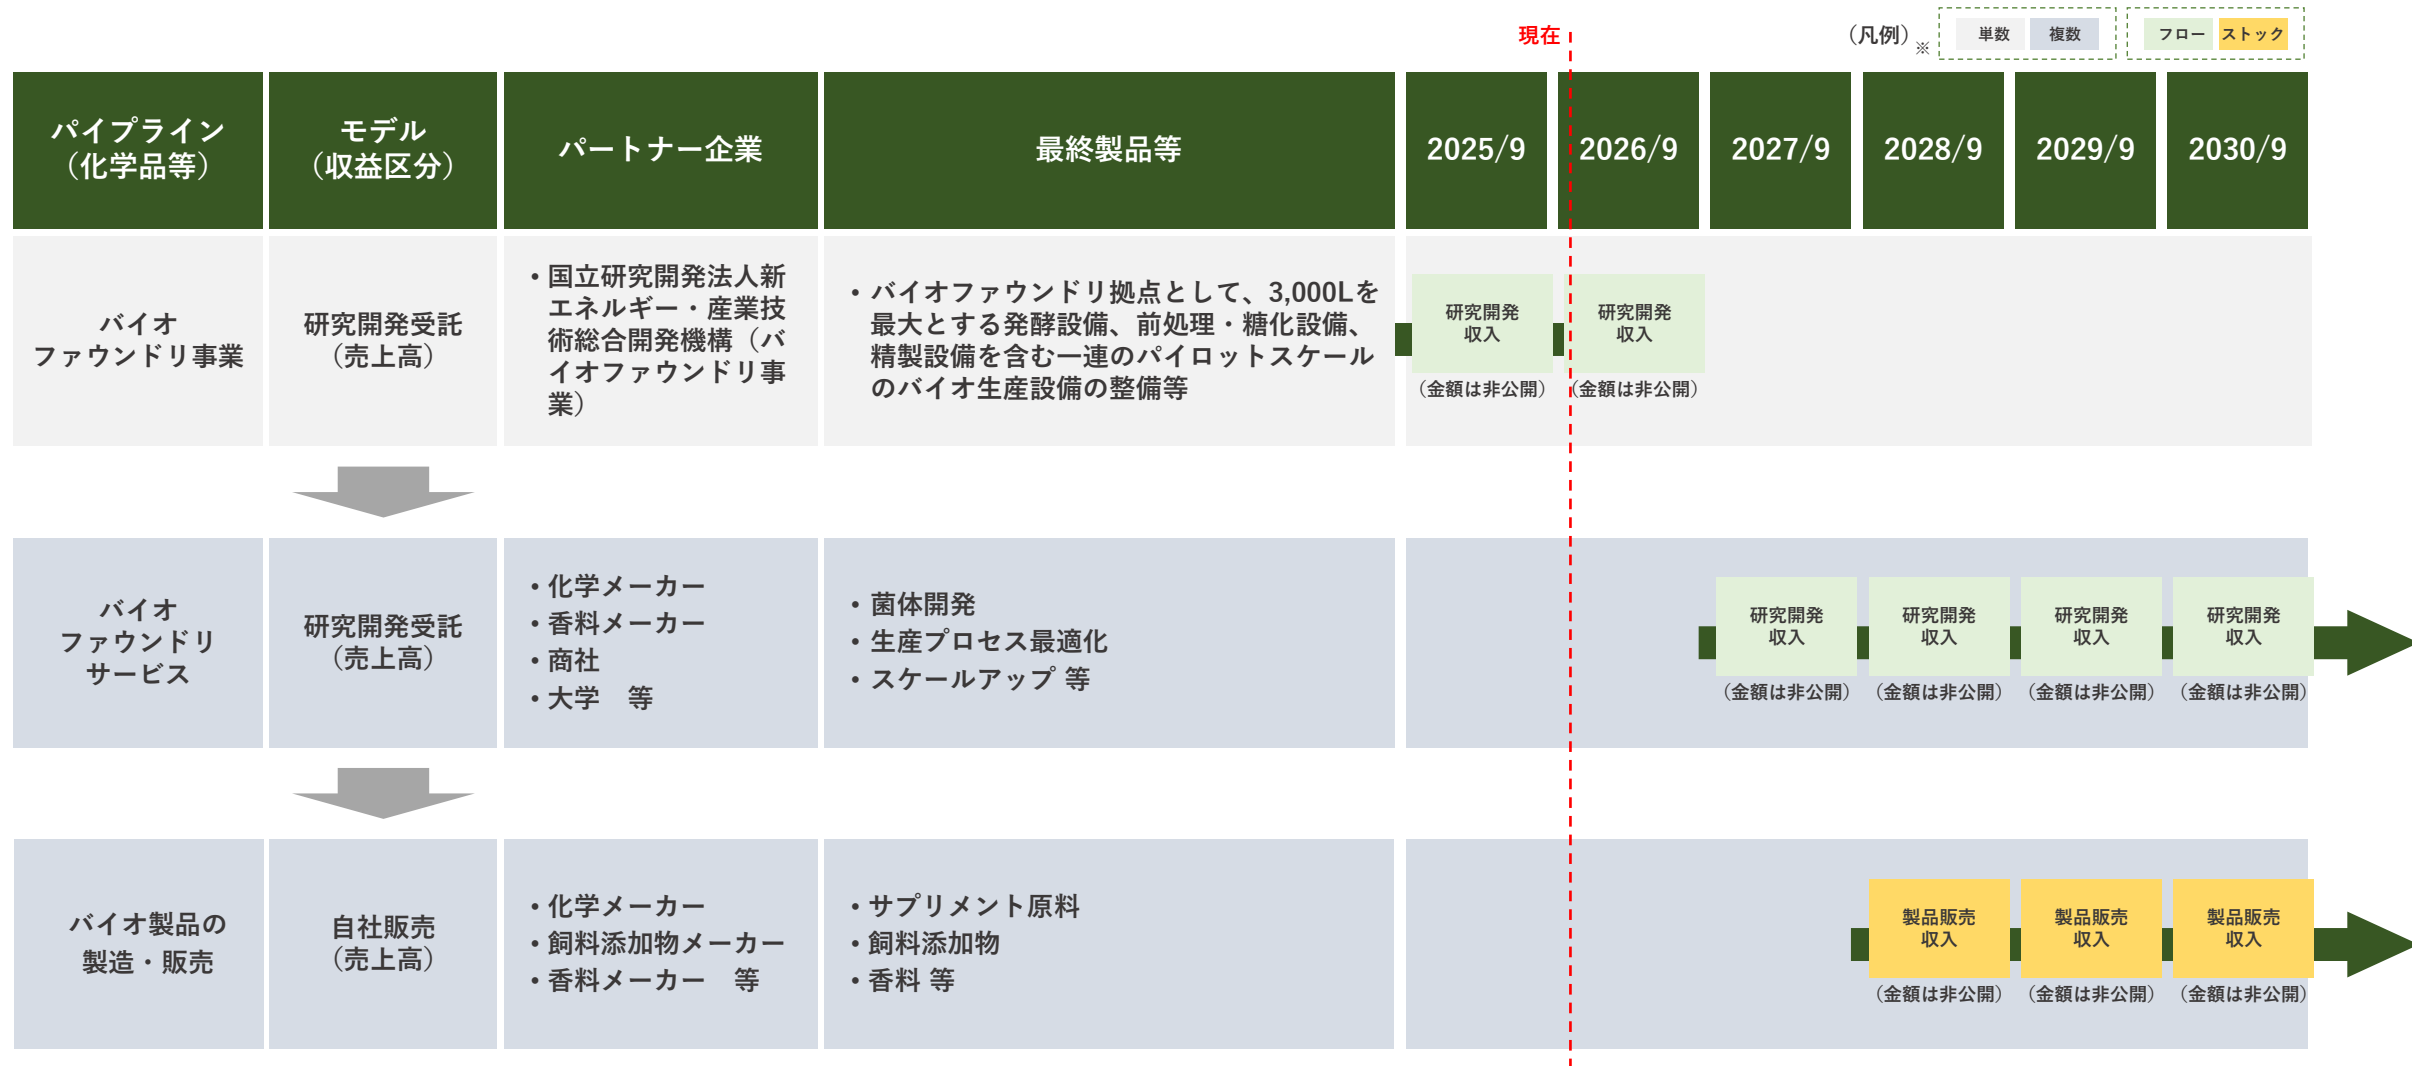 現在
（凡例）※
単数
複数
フロー
ストック
パイプライン
（化学品等）
モデル
（収益区分）
パートナー企業
最終製品等
2025/9
2026/9
2027/9
2028/9
2029/9
2030/9
バイオ
ファウンドリ事業
研究開発受託
（売上高）
・国立研究開発法人新
エネルギー・産業技
術総合開発機構（バ
イオファウンドリ事
業）
・バイオファウンドリ拠点として、3,000Lを
最大とする発酵設備、前処理・糖化設備、
精製設備を含む一連のパイロットスケール
のバイオ生産設備の整備等
研究開発
収入
（金額は非公開）
研究開発
収入
（金額は非公開）
バイオ
ファウンドリ
サービス
研究開発受託
（売上高）
・化学メーカー
・香料メーカー
・商社
・大学　等
・菌体開発
・生産プロセス最適化
・スケールアップ 等
研究開発
収入
（金額は非公開）
研究開発
収入
（金額は非公開）
研究開発
収入
（金額は非公開）
研究開発
収入
（金額は非公開）
バイオ製品の
製造・販売
自社販売
（売上高）
・化学メーカー
・飼料添加物メーカー
・香料メーカー　等
・サプリメント原料
・飼料添加物
・香料 等
製品販売
収入
（金額は非公開）
製品販売
収入
（金額は非公開）
製品販売
収入
（金額は非公開）